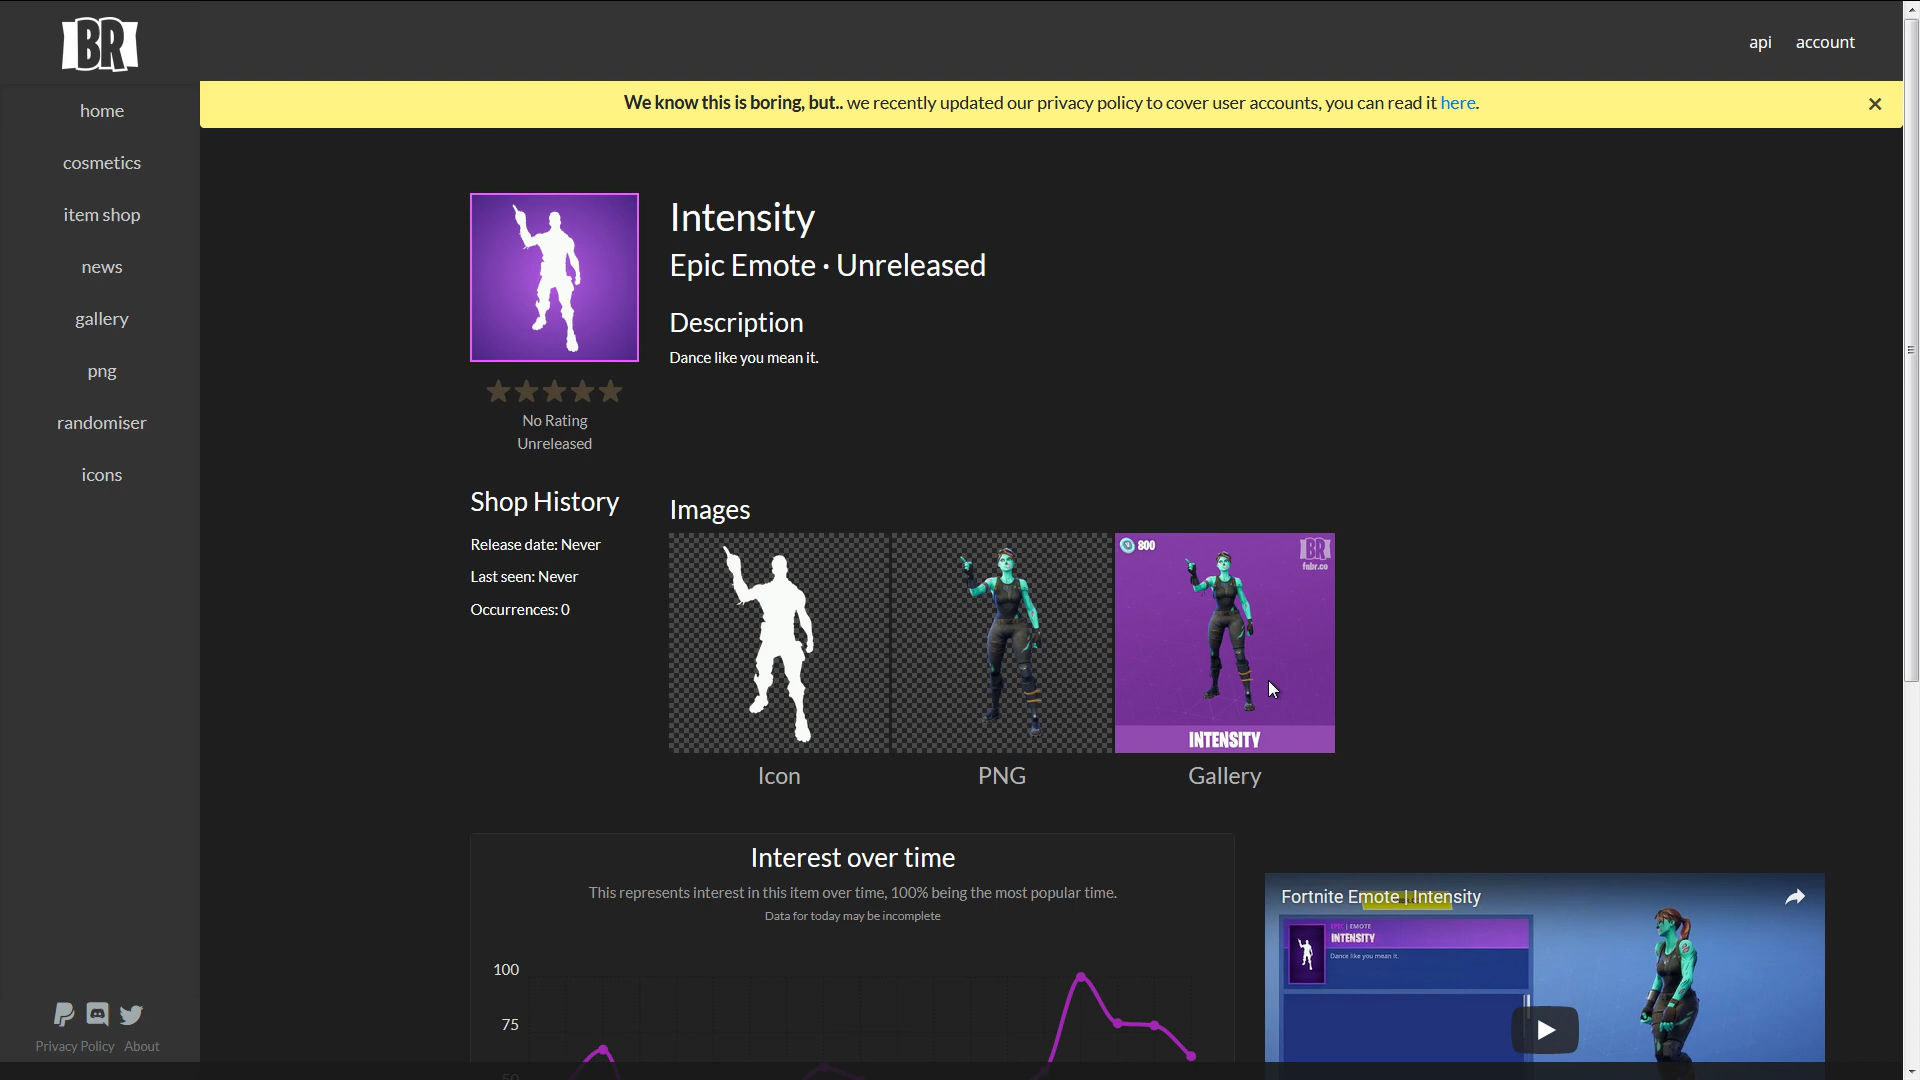 BR
api account
home
cosmetics
item shop
news
gallery
png
randomiser
icons
Privacy Policy About
We know this is boring, but.. we recently updated our privacy policy to cover user accounts, you can read it here.
Intensity
Epic Emote · Unreleased
Description
Dance like you mean it.
No Rating
Unreleased
Shop History
Release date: Never
Last seen: Never
Occurrences: 0
Images
800
BR
fnbr.co
INTENSITY
Icon PNG Gallery
Interest over time
This represents interest in this item over time, 100% being the most popular time.
Data for today may be incomplete
100
75
50
Fortnite Emote | Intensity
EPIC | EMOTE
INTENSITY
Dance like you mean it.